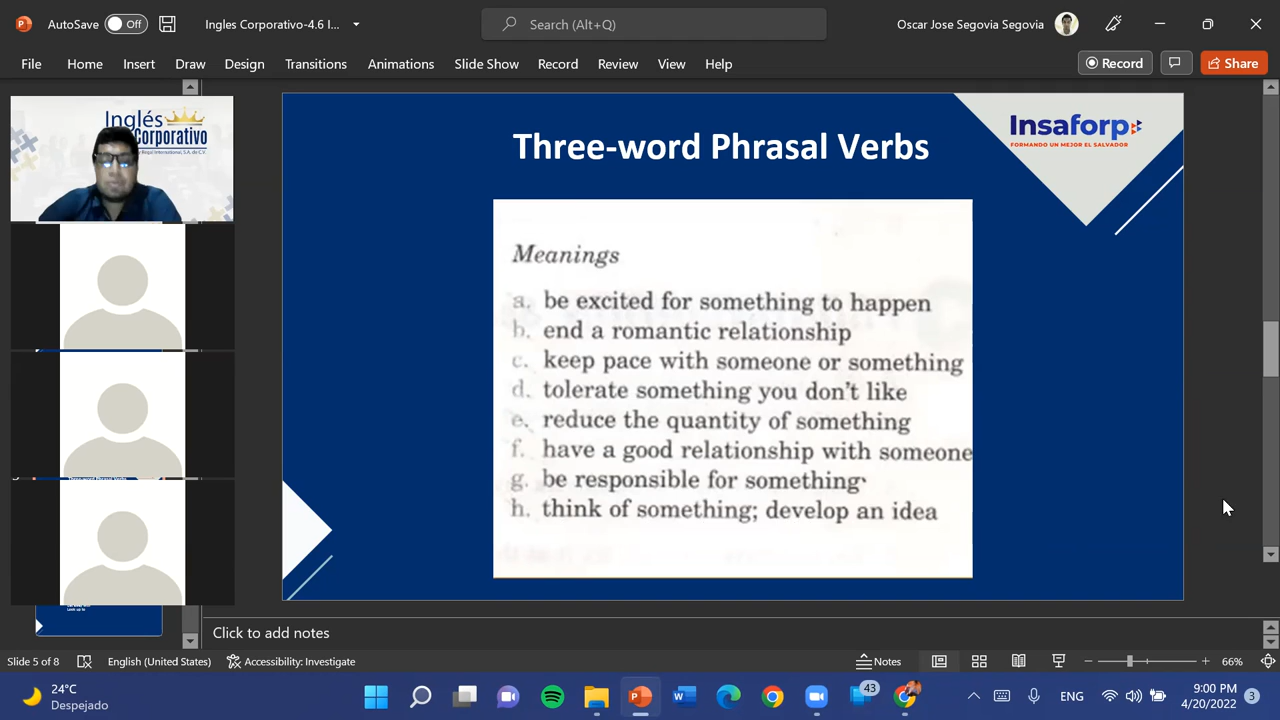 AutoSave Off Ingles Corporativo-4.6 I... Search (Alt+Q) Oscar Jose Segovia Segovia
File Home Insert Draw Design Transitions Animations Slide Show Record Review View Help Record Share
Inglés
Corporativo
Three-word Phrasal Verbs
Insaforp
FORMANDO UN MEJOR EL SALVADOR
Meanings
a. be excited for something to happen
b. end a romantic relationship
c. keep pace with someone or something
d. tolerate something you don't like
e. reduce the quantity of something
f. have a good relationship with someone
g. be responsible for something
h. think of something; develop an idea
Look up to
Click to add notes
Slide 5 of 8 English (United States) Accessibility: Investigate Notes 66%
24°C
Despejado
43
ENG
9:00 PM
4/20/2022
3